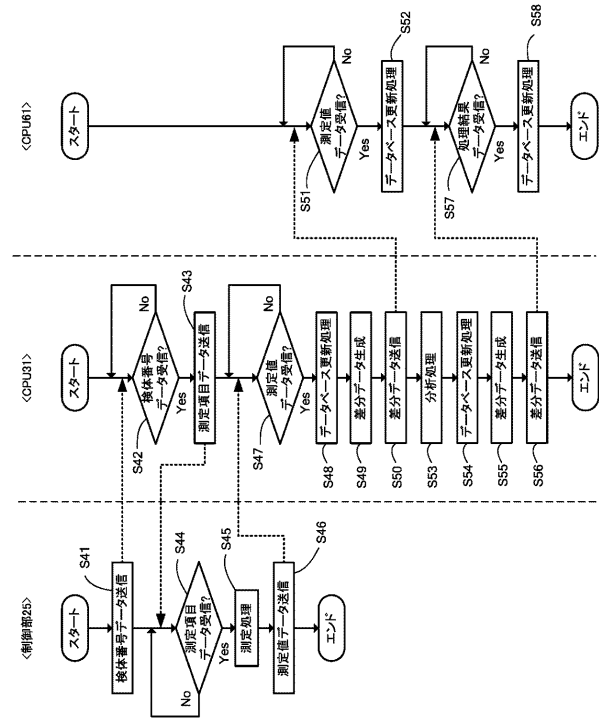 <制御部25>
スタート
S41
検体番号データ送信
S44
測定項目
データ受信?
No
Yes
S45
測定処理
S46
測定値データ送信
エンド
<CPU31>
スタート
S42
検体番号
データ受信?
No
Yes
S43
測定項目データ送信
S47
測定値
データ受信?
No
Yes
S48
データベース更新処理
S49
差分データ生成
S50
差分データ送信
S53
分析処理
S54
データベース更新処理
S55
差分データ生成
S56
差分データ送信
エンド
<CPU61>
スタート
S51
測定値
データ受信?
No
Yes
S52
データベース更新処理
S57
処理結果
データ受信?
No
Yes
S58
データベース更新処理
エンド